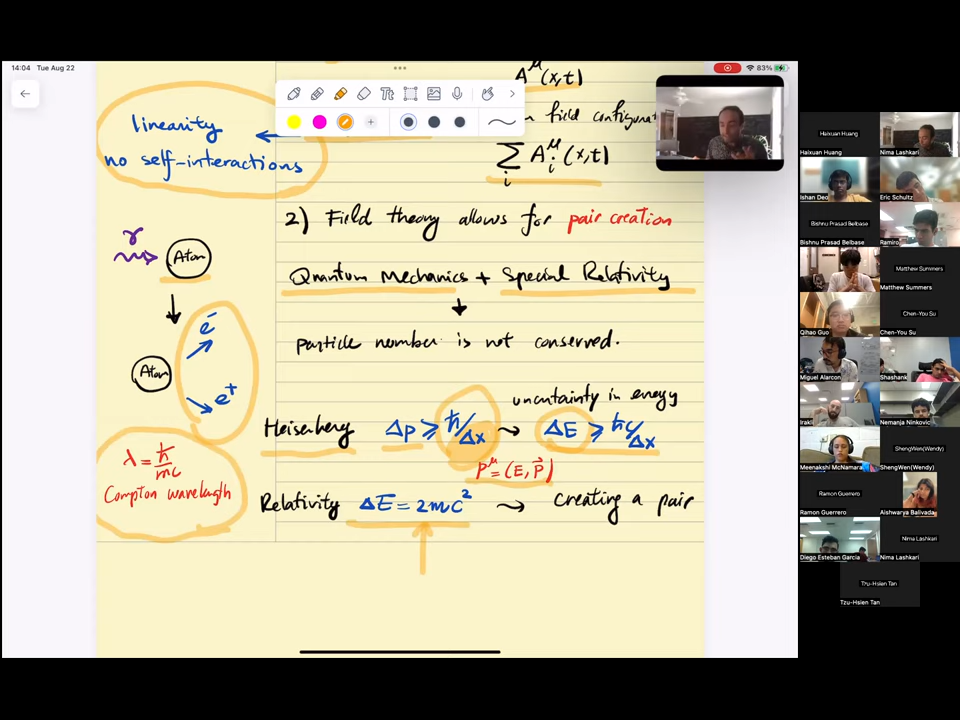 14:04 Tue Aug 22
83%
A^μ(x,t)
linearity
no self-interactions
field configurat
Σ_i A^μ_i (x,t)
2) Field theory allows for pair creation
γ
Atom
Quantum Mechanics + Special Relativity
e⁻
particle number is not conserved.
Atom
e⁺
uncertainty in energy
Heisenberg Δp ⩾ ħ/Δx ⇝ ΔE ⩾ ħc/Δx
λ = ħ/mc
p^μ = (E, p⃗)
Compton wavelength
Relativity ΔE = 2mc² ⇝ creating a pair
Haixuan Huang
Haixuan Huang
Nima Lashkari
Ishan Deo
Eric Schultz
Bishnu Prasad Belbase
Bishnu Prasad Belbase
Ramiro
Matthew Summers
Matthew Summers
Chen-You Su
Qihao Guo
Chen-You Su
Miguel Alarcon
Shashank
Irakli
Nemanja Ninkovic
ShengWen(Wendy)
Meenakshi McNamara
ShengWen(Wendy)
Ramon Guerrero
Ramon Guerrero
Aishwarya Balivada
Nima Lashkari
Diego Esteban Garcia
Nima Lashkari
Tzu-Hsien Tan
Tzu-Hsien Tan